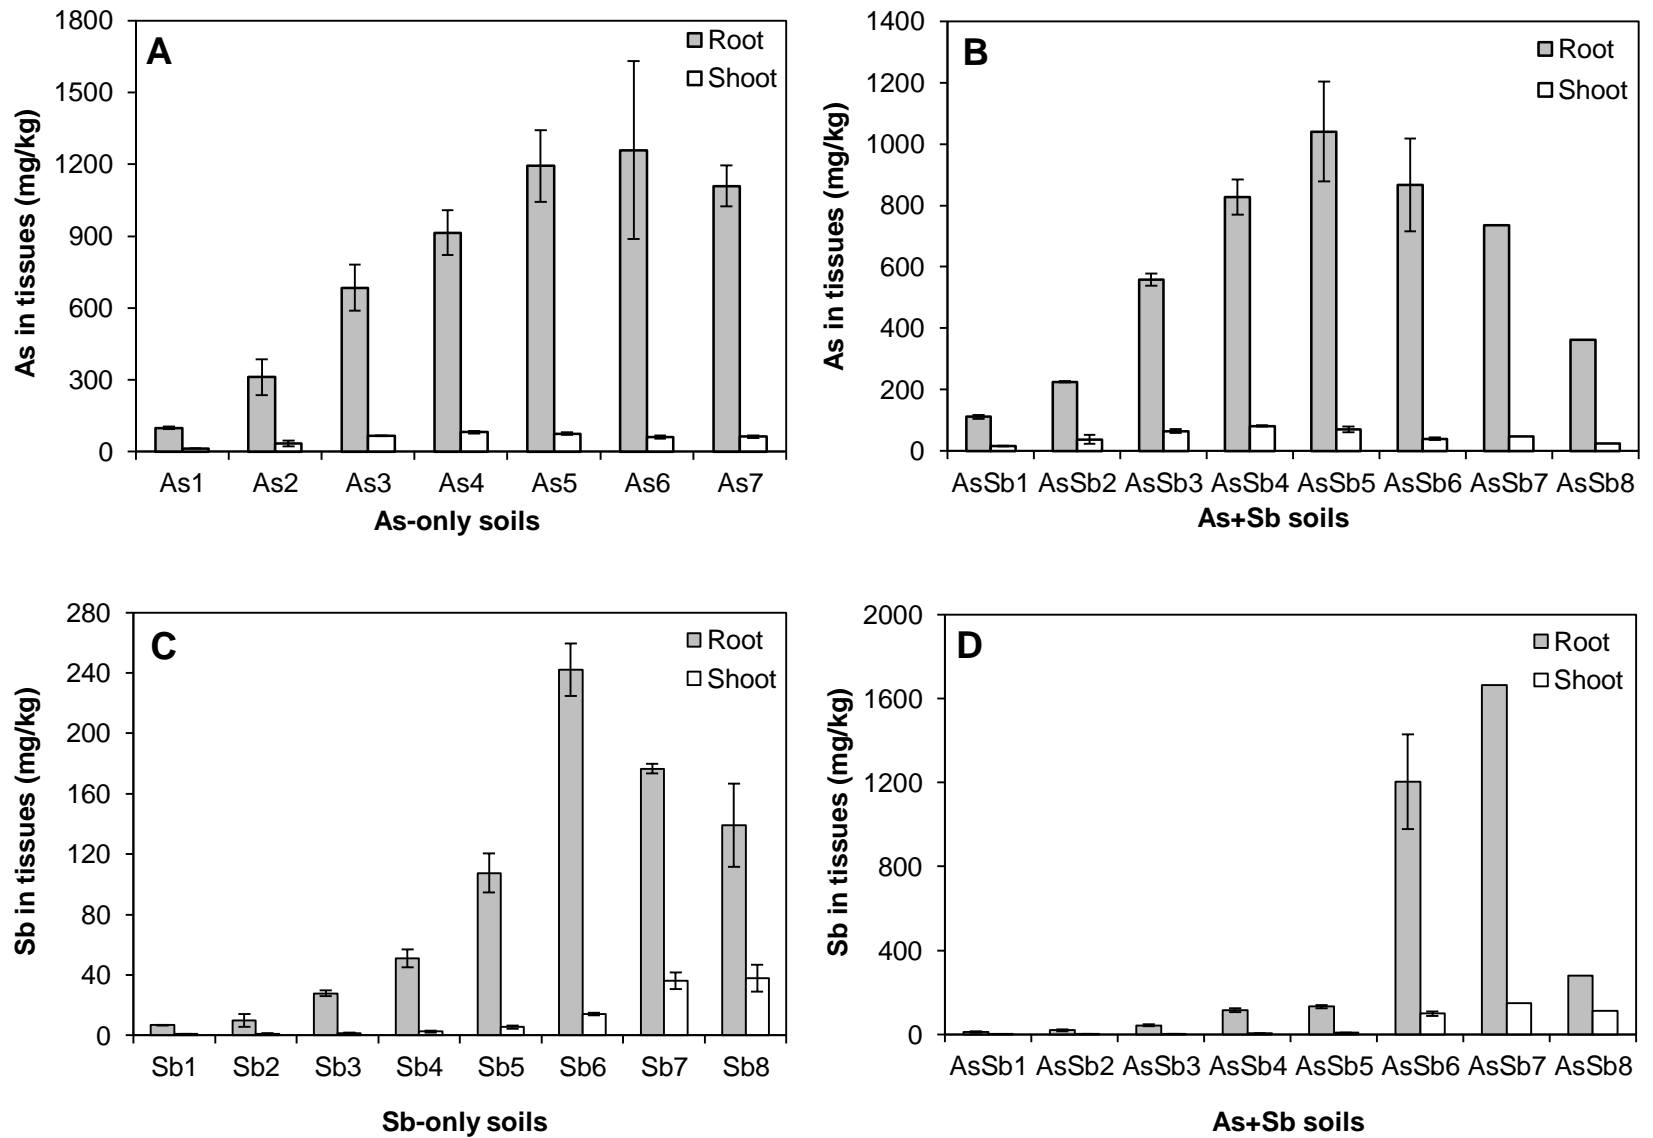 A
Root
Shoot
1800
1500
1200
900
600
300
0
As in tissues (mg/kg)
As1 As2 As3 As4 As5 As6 As7
As-only soils
B
Root
Shoot
1400
1200
1000
800
600
400
200
0
As in tissues (mg/kg)
AsSb1 AsSb2 AsSb3 AsSb4 AsSb5 AsSb6 AsSb7 AsSb8
As+Sb soils
C
Root
Shoot
280
240
200
160
120
80
40
0
Sb in tissues (mg/kg)
Sb1 Sb2 Sb3 Sb4 Sb5 Sb6 Sb7 Sb8
Sb-only soils
D
Root
Shoot
2000
1600
1200
800
400
0
Sb in tissues (mg/kg)
AsSb1 AsSb2 AsSb3 AsSb4 AsSb5 AsSb6 AsSb7 AsSb8
As+Sb soils